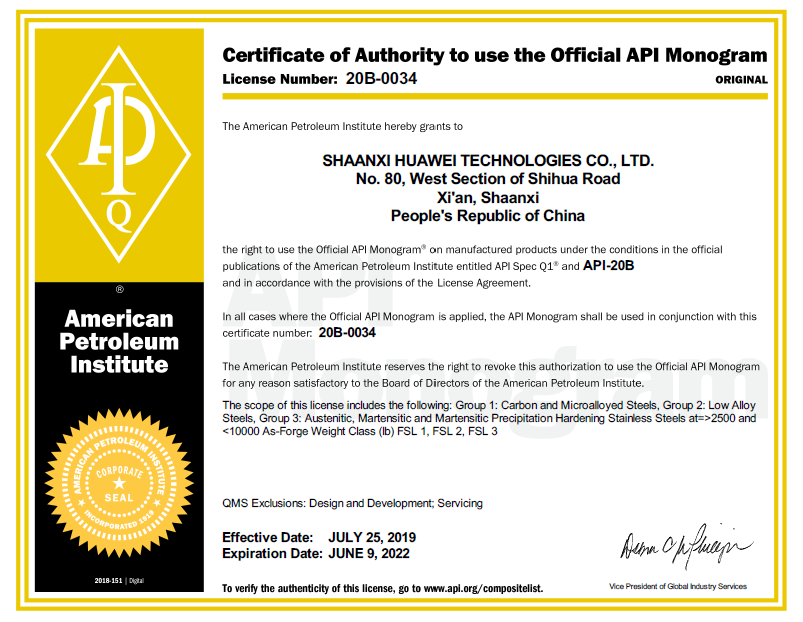 Certificate of Authority to use the Official API Monogram
License Number: 20B-0034
ORIGINAL
The American Petroleum Institute hereby grants to
SHAANXI HUAWEI TECHNOLOGIES CO., LTD.
No. 80, West Section of Shihua Road
Xi'an, Shaanxi
People's Republic of China
the right to use the Official API Monogram® on manufactured products under the conditions in the official
publications of the American Petroleum Institute entitled API Spec Q1® and API-20B
and in accordance with the provisions of the License Agreement.
In all cases where the Official API Monogram is applied, the API Monogram shall be used in conjunction with this
certificate number: 20B-0034
The American Petroleum Institute reserves the right to revoke this authorization to use the Official API Monogram
for any reason satisfactory to the Board of Directors of the American Petroleum Institute.
The scope of this license includes the following: Group 1: Carbon and Microalloyed Steels, Group 2: Low Alloy
Steels, Group 3: Austenitic, Martensitic and Martensitic Precipitation Hardening Stainless Steels at=>2500 and
<10000 As-Forge Weight Class (lb) FSL 1, FSL 2, FSL 3
QMS Exclusions: Design and Development; Servicing
Effective Date: JULY 25, 2019
Expiration Date: JUNE 9, 2022
To verify the authenticity of this license, go to www.api.org/compositelist.
Vice President of Global Industry Services
API
Monogram
API
Q
®
American
Petroleum
Institute
AMERICAN PETROLEUM INSTITUTE
CORPORATE
SEAL
INCORPORATED 1919
2018-151 | Digital